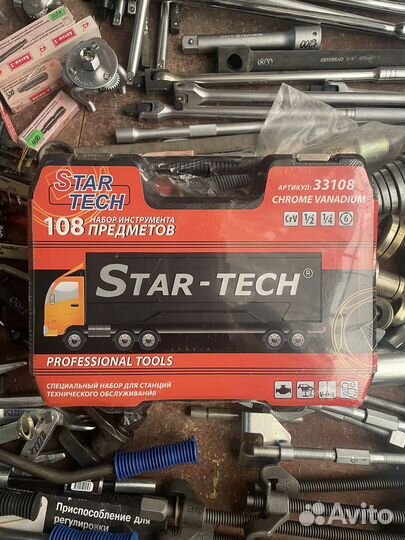 STAR TECH
АРТИКУЛ: 33108
CHROME VANADIUM
CrV 1/2 1/4 6
108 НАБОР ИНСТРУМЕНТА ПРЕДМЕТОВ
STAR-TECH®
PROFESSIONAL TOOLS
СПЕЦИАЛЬНЫЙ НАБОР ДЛЯ СТАНЦИЙ
ТЕХНИЧЕСКОГО ОБСЛУЖИВАНИЯ
Приспособление для
регулировки
Avito